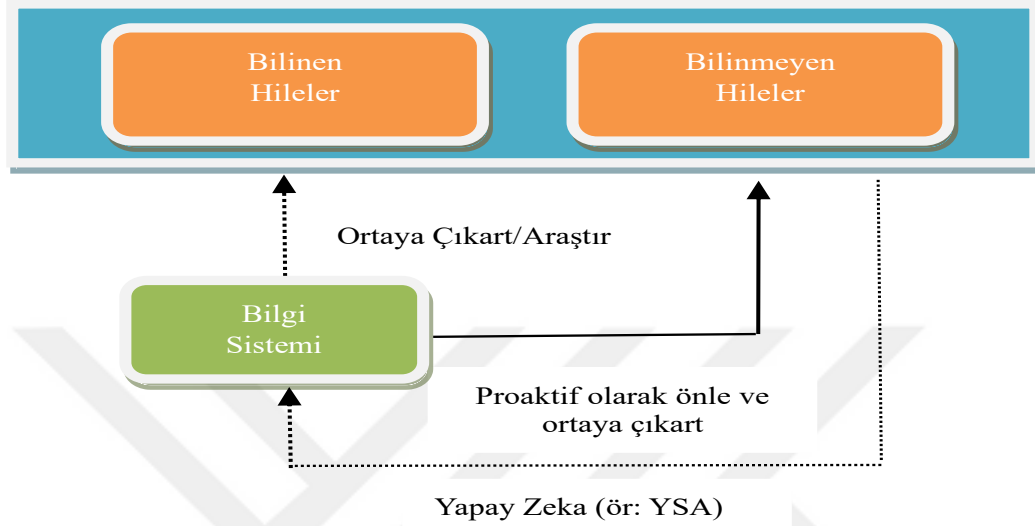 Bilinen
Hileler
Bilinmeyen
Hileler
Ortaya Çıkart/Araştır
Bilgi
Sistemi
Proaktif olarak önle ve
ortaya çıkart
Yapay Zeka (ör: YSA)